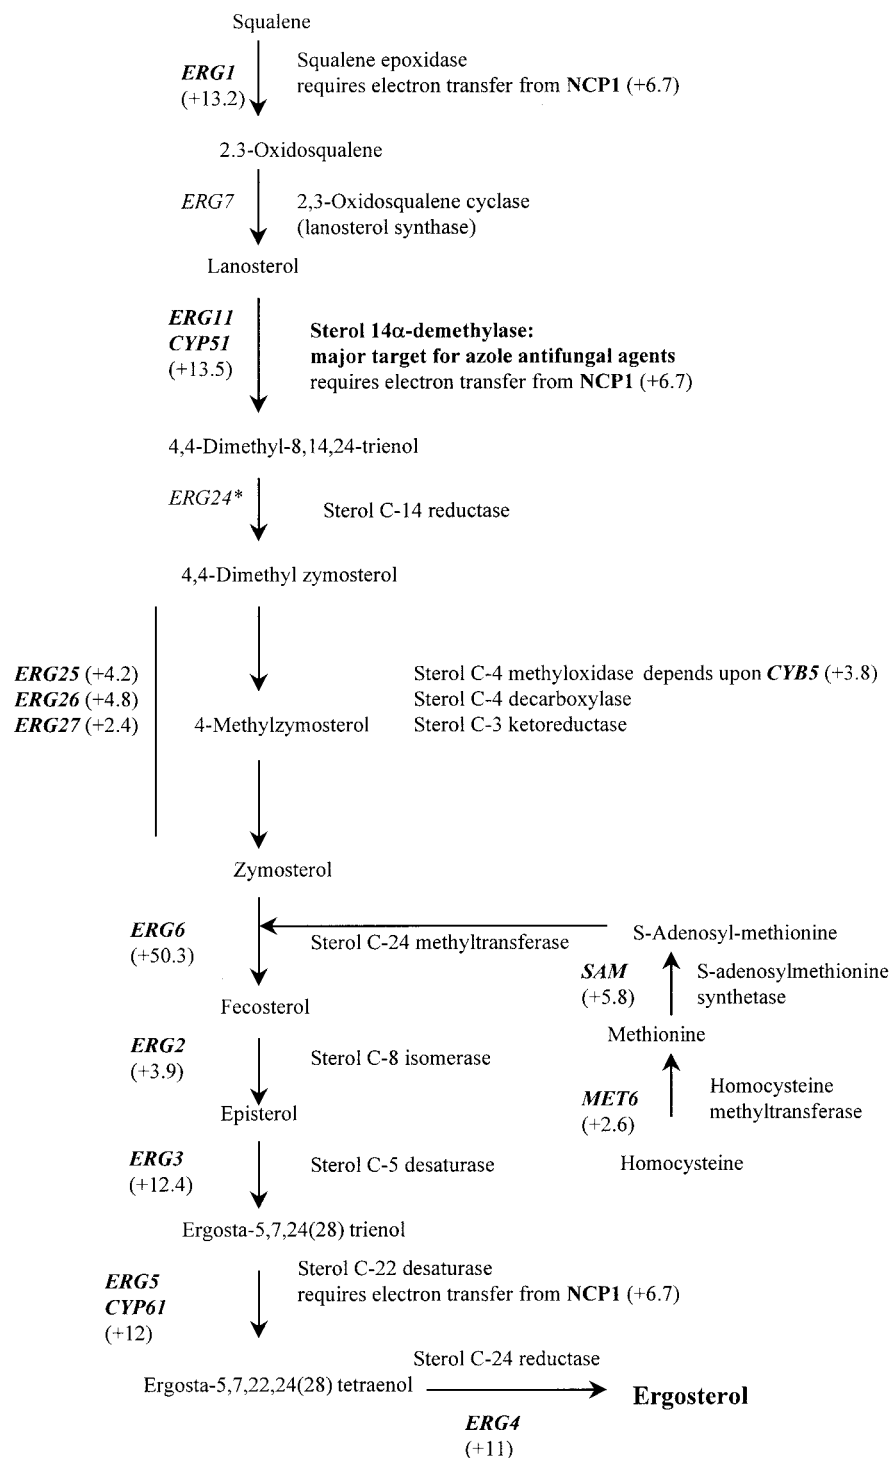 Squalene
ERG1
(+13.2)
Squalene epoxidase
requires electron transfer from NCP1 (+6.7)
2.3-Oxidosqualene
ERG7
2,3-Oxidosqualene cyclase
(lanosterol synthase)
Lanosterol
ERG11
CYP51
(+13.5)
Sterol 14α-demethylase:
major target for azole antifungal agents
requires electron transfer from NCP1 (+6.7)
4,4-Dimethyl-8,14,24-trienol
ERG24*
Sterol C-14 reductase
4,4-Dimethyl zymosterol
ERG25 (+4.2)
ERG26 (+4.8)
ERG27 (+2.4)
4-Methylzymosterol
Sterol C-4 methyloxidase depends upon CYB5 (+3.8)
Sterol C-4 decarboxylase
Sterol C-3 ketoreductase
Zymosterol
ERG6
(+50.3)
Sterol C-24 methyltransferase
S-Adenosyl-methionine
SAM
(+5.8)
S-adenosylmethionine
synthetase
Fecosterol
Methionine
ERG2
(+3.9)
Sterol C-8 isomerase
MET6
(+2.6)
Homocysteine
methyltransferase
Episterol
ERG3
(+12.4)
Sterol C-5 desaturase
Homocysteine
Ergosta-5,7,24(28) trienol
ERG5
CYP61
(+12)
Sterol C-22 desaturase
requires electron transfer from NCP1 (+6.7)
Ergosta-5,7,22,24(28) tetraenol
Sterol C-24 reductase
ERG4
(+11)
Ergosterol